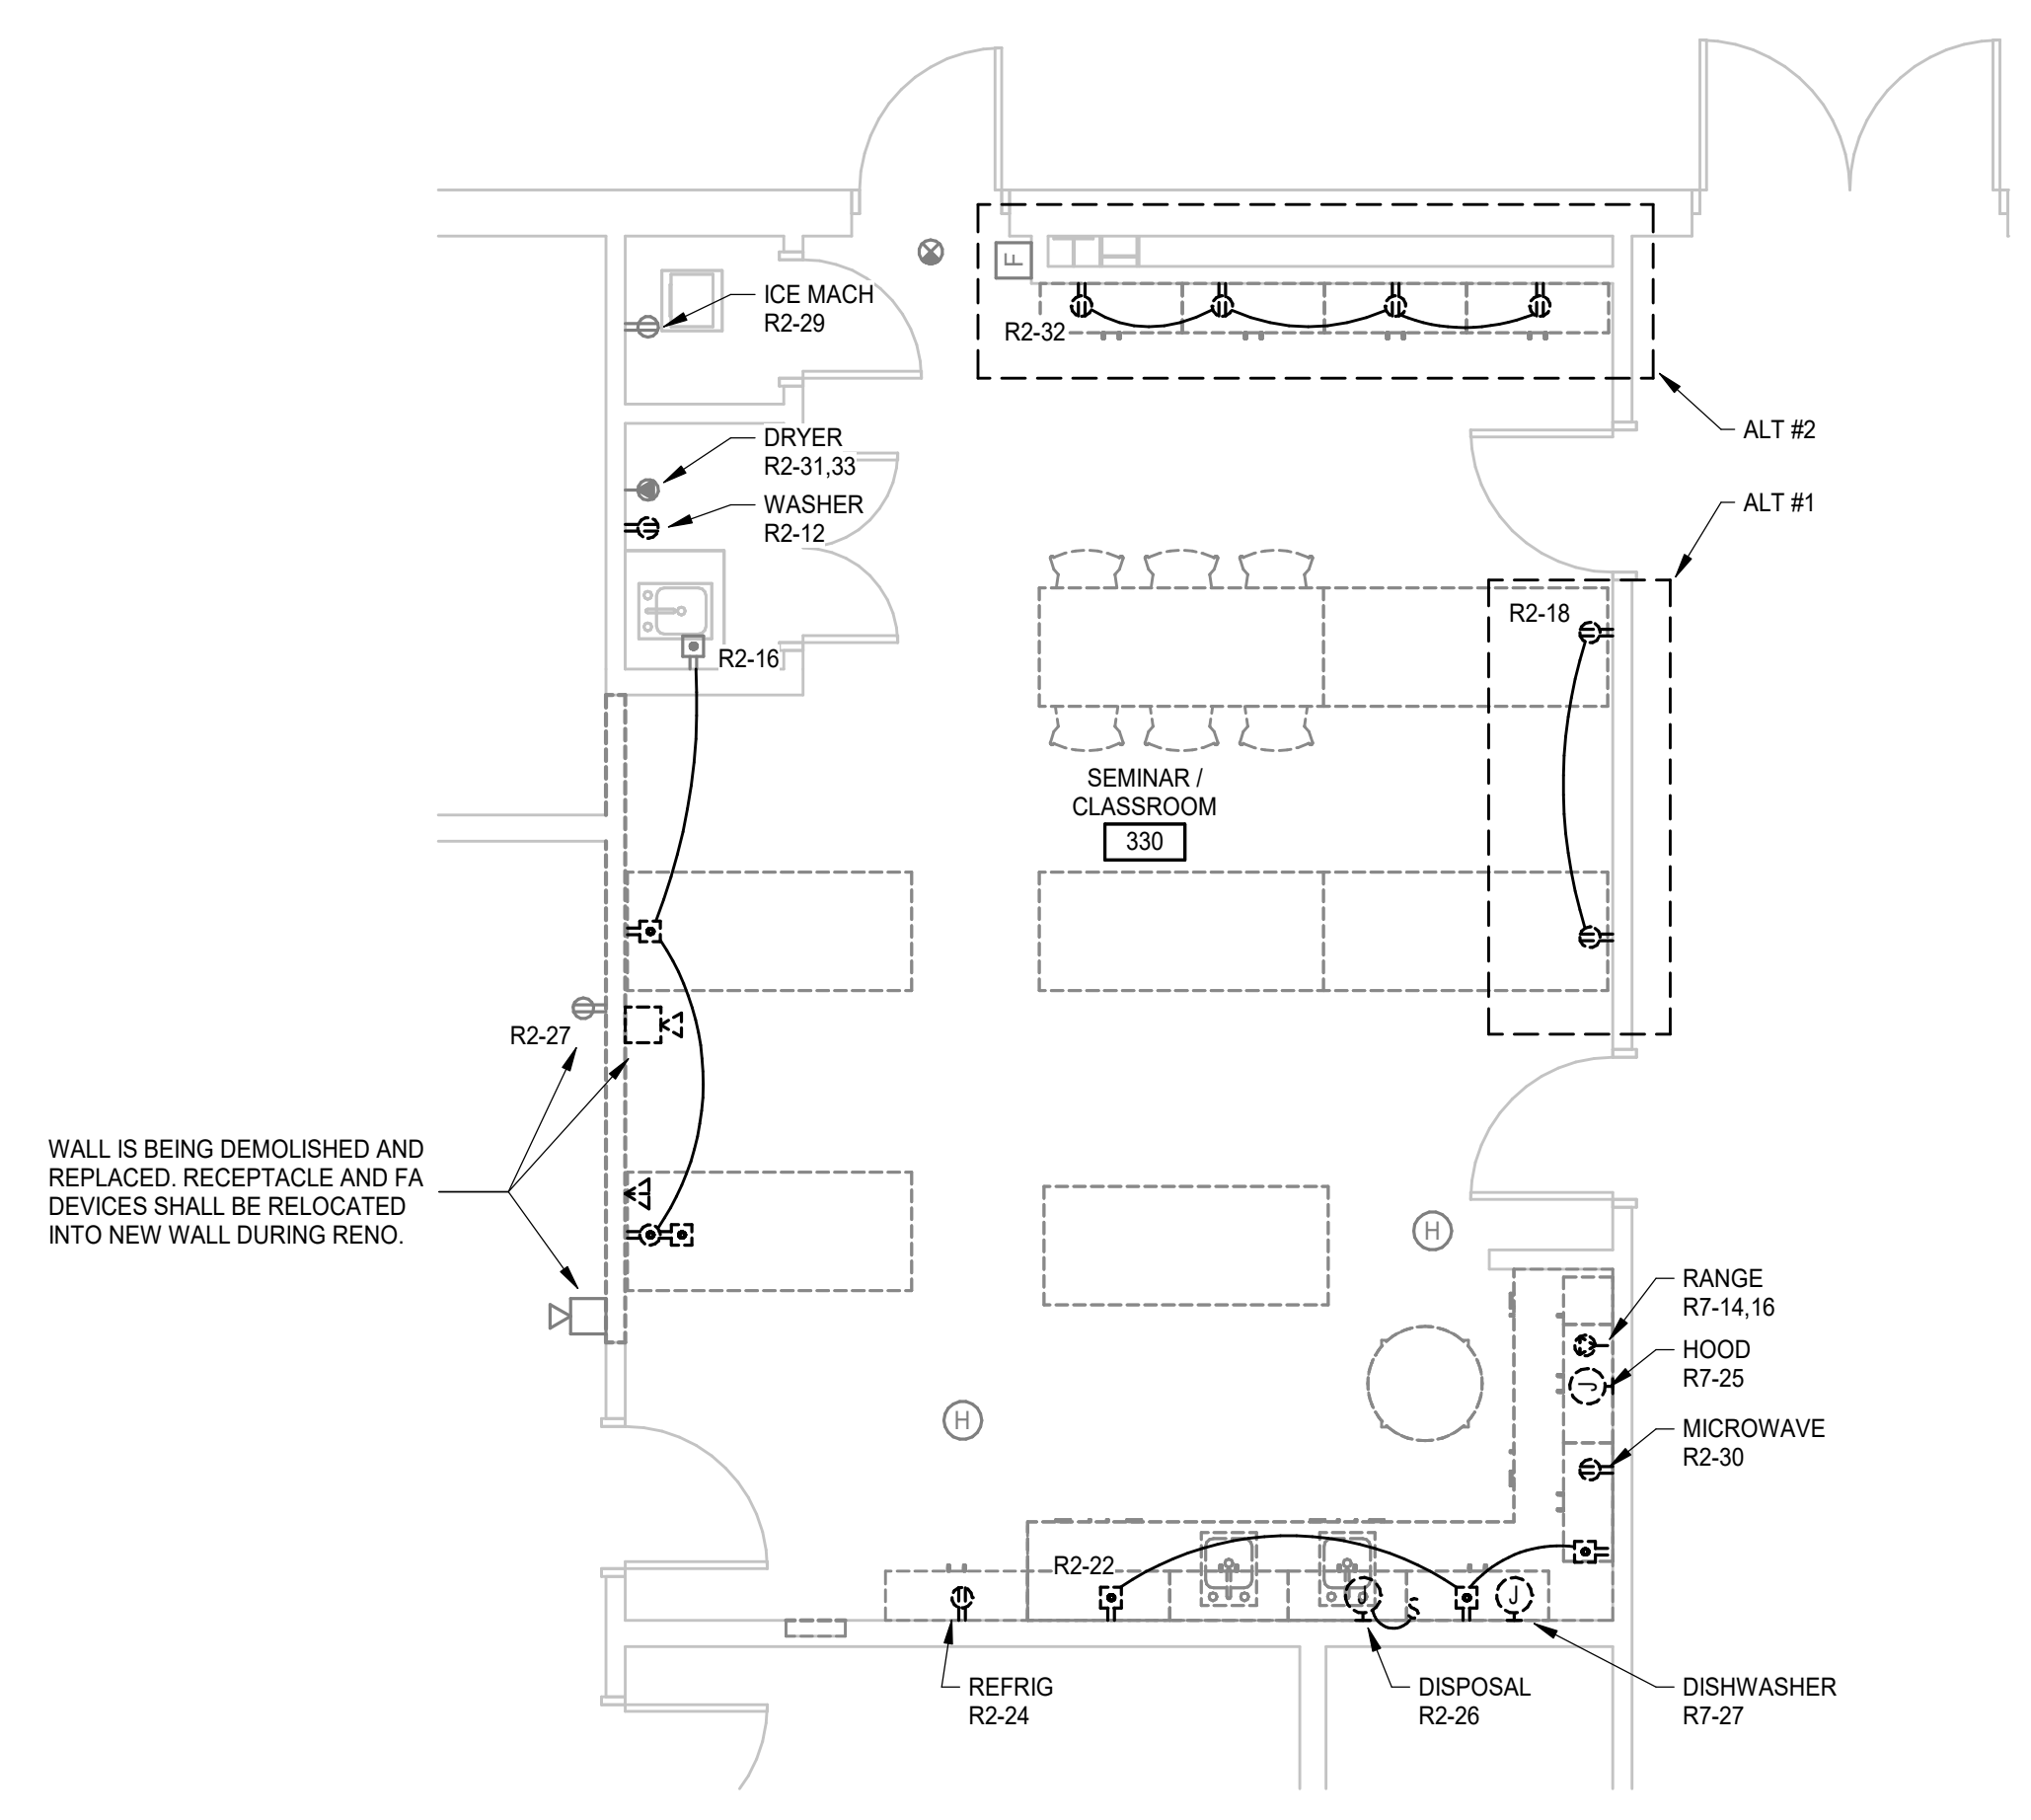 F
ICE MACH
R2-29
R2-32
DRYER
R2-31,33
ALT #2
WASHER
R2-12
ALT #1
R2-18
R2-16
SEMINAR /
CLASSROOM
330
R2-27
WALL IS BEING DEMOLISHED AND
REPLACED. RECEPTACLE AND FA
DEVICES SHALL BE RELOCATED
INTO NEW WALL DURING RENO.
H
RANGE
R7-14,16
HOOD
R7-25
J
H
MICROWAVE
R2-30
R2-22
J
S
J
REFRIG
R2-24
DISPOSAL
R2-26
DISHWASHER
R7-27